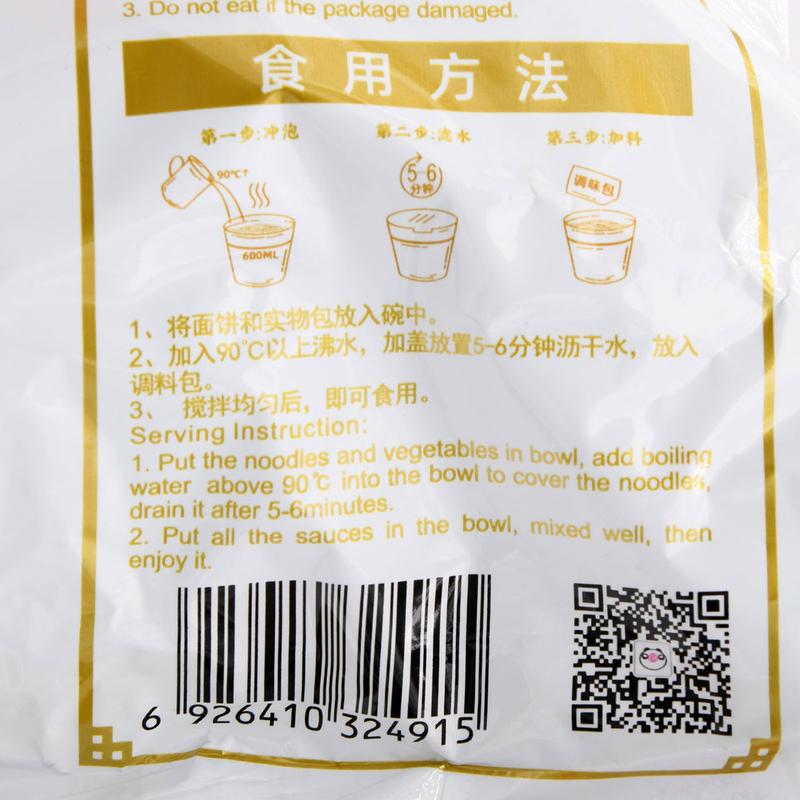 3. Do not eat if the package damaged.
食用方法
第一步:冲泡 第二步:滤水 第三步:加料
90℃↑
5-6
分钟
调味包
600ML
1、将面饼和实物包放入碗中。
2、加入90℃以上沸水，加盖放置5-6分钟沥干水，放入
调料包。
3、 搅拌均匀后，即可食用。
Serving Instruction:
1. Put the noodles and vegetables in bowl, add boiling
water above 90℃ into the bowl to cover the noodles,
drain it after 5-6minutes.
2. Put all the sauces in the bowl, mixed well, then
enjoy it.
6 926410 324915